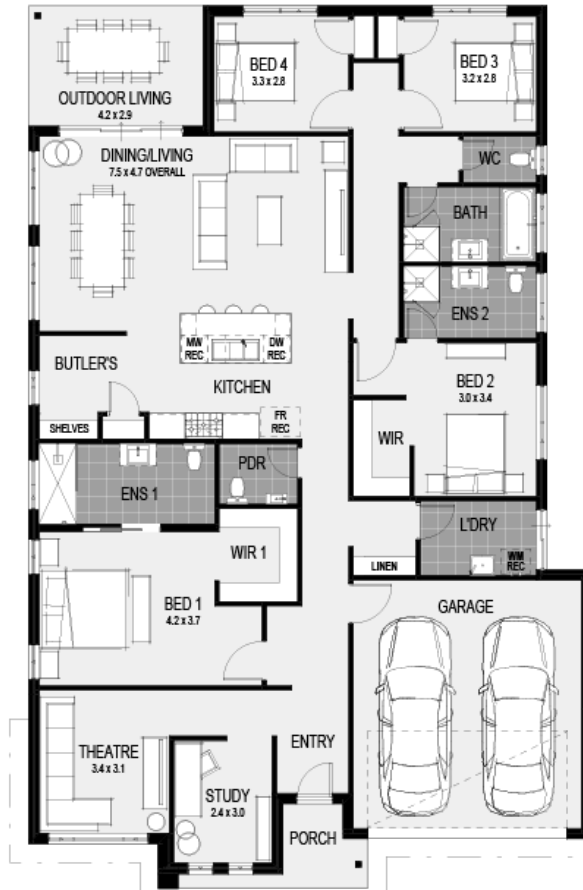 BED 4
3.3 x 2.8
BED 3
3.2 x 2.8
OUTDOOR LIVING
4.2 x 2.9
DINING/LIVING
7.5 x 4.7 OVERALL
WC
BATH
ENS 2
MW
REC
DW
REC
BUTLER'S
KITCHEN
BED 2
3.0 x 3.4
SHELVES
FR
REC
WIR
PDR
ENS 1
L'DRY
WIR 1
WM
REC
LINEN
BED 1
4.2 x 3.7
GARAGE
THEATRE
3.4 x 3.1
ENTRY
STUDY
2.4 x 3.0
PORCH